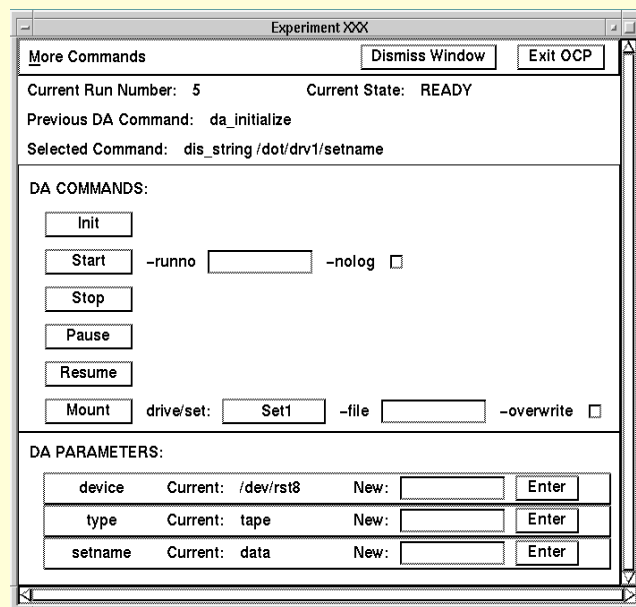 Experiment XXX
More Commands Dismiss Window Exit OCP
Current Run Number: 5 Current State: READY
Previous DA Command: da_initialize
Selected Command: dis_string /dot/drv1/setname
DA COMMANDS:
Init
Start -runno -nolog
Stop
Pause
Resume
Mount drive/set: Set1 -file -overwrite
DA PARAMETERS:
device Current: /dev/rst8 New: Enter
type Current: tape New: Enter
setname Current: data New: Enter